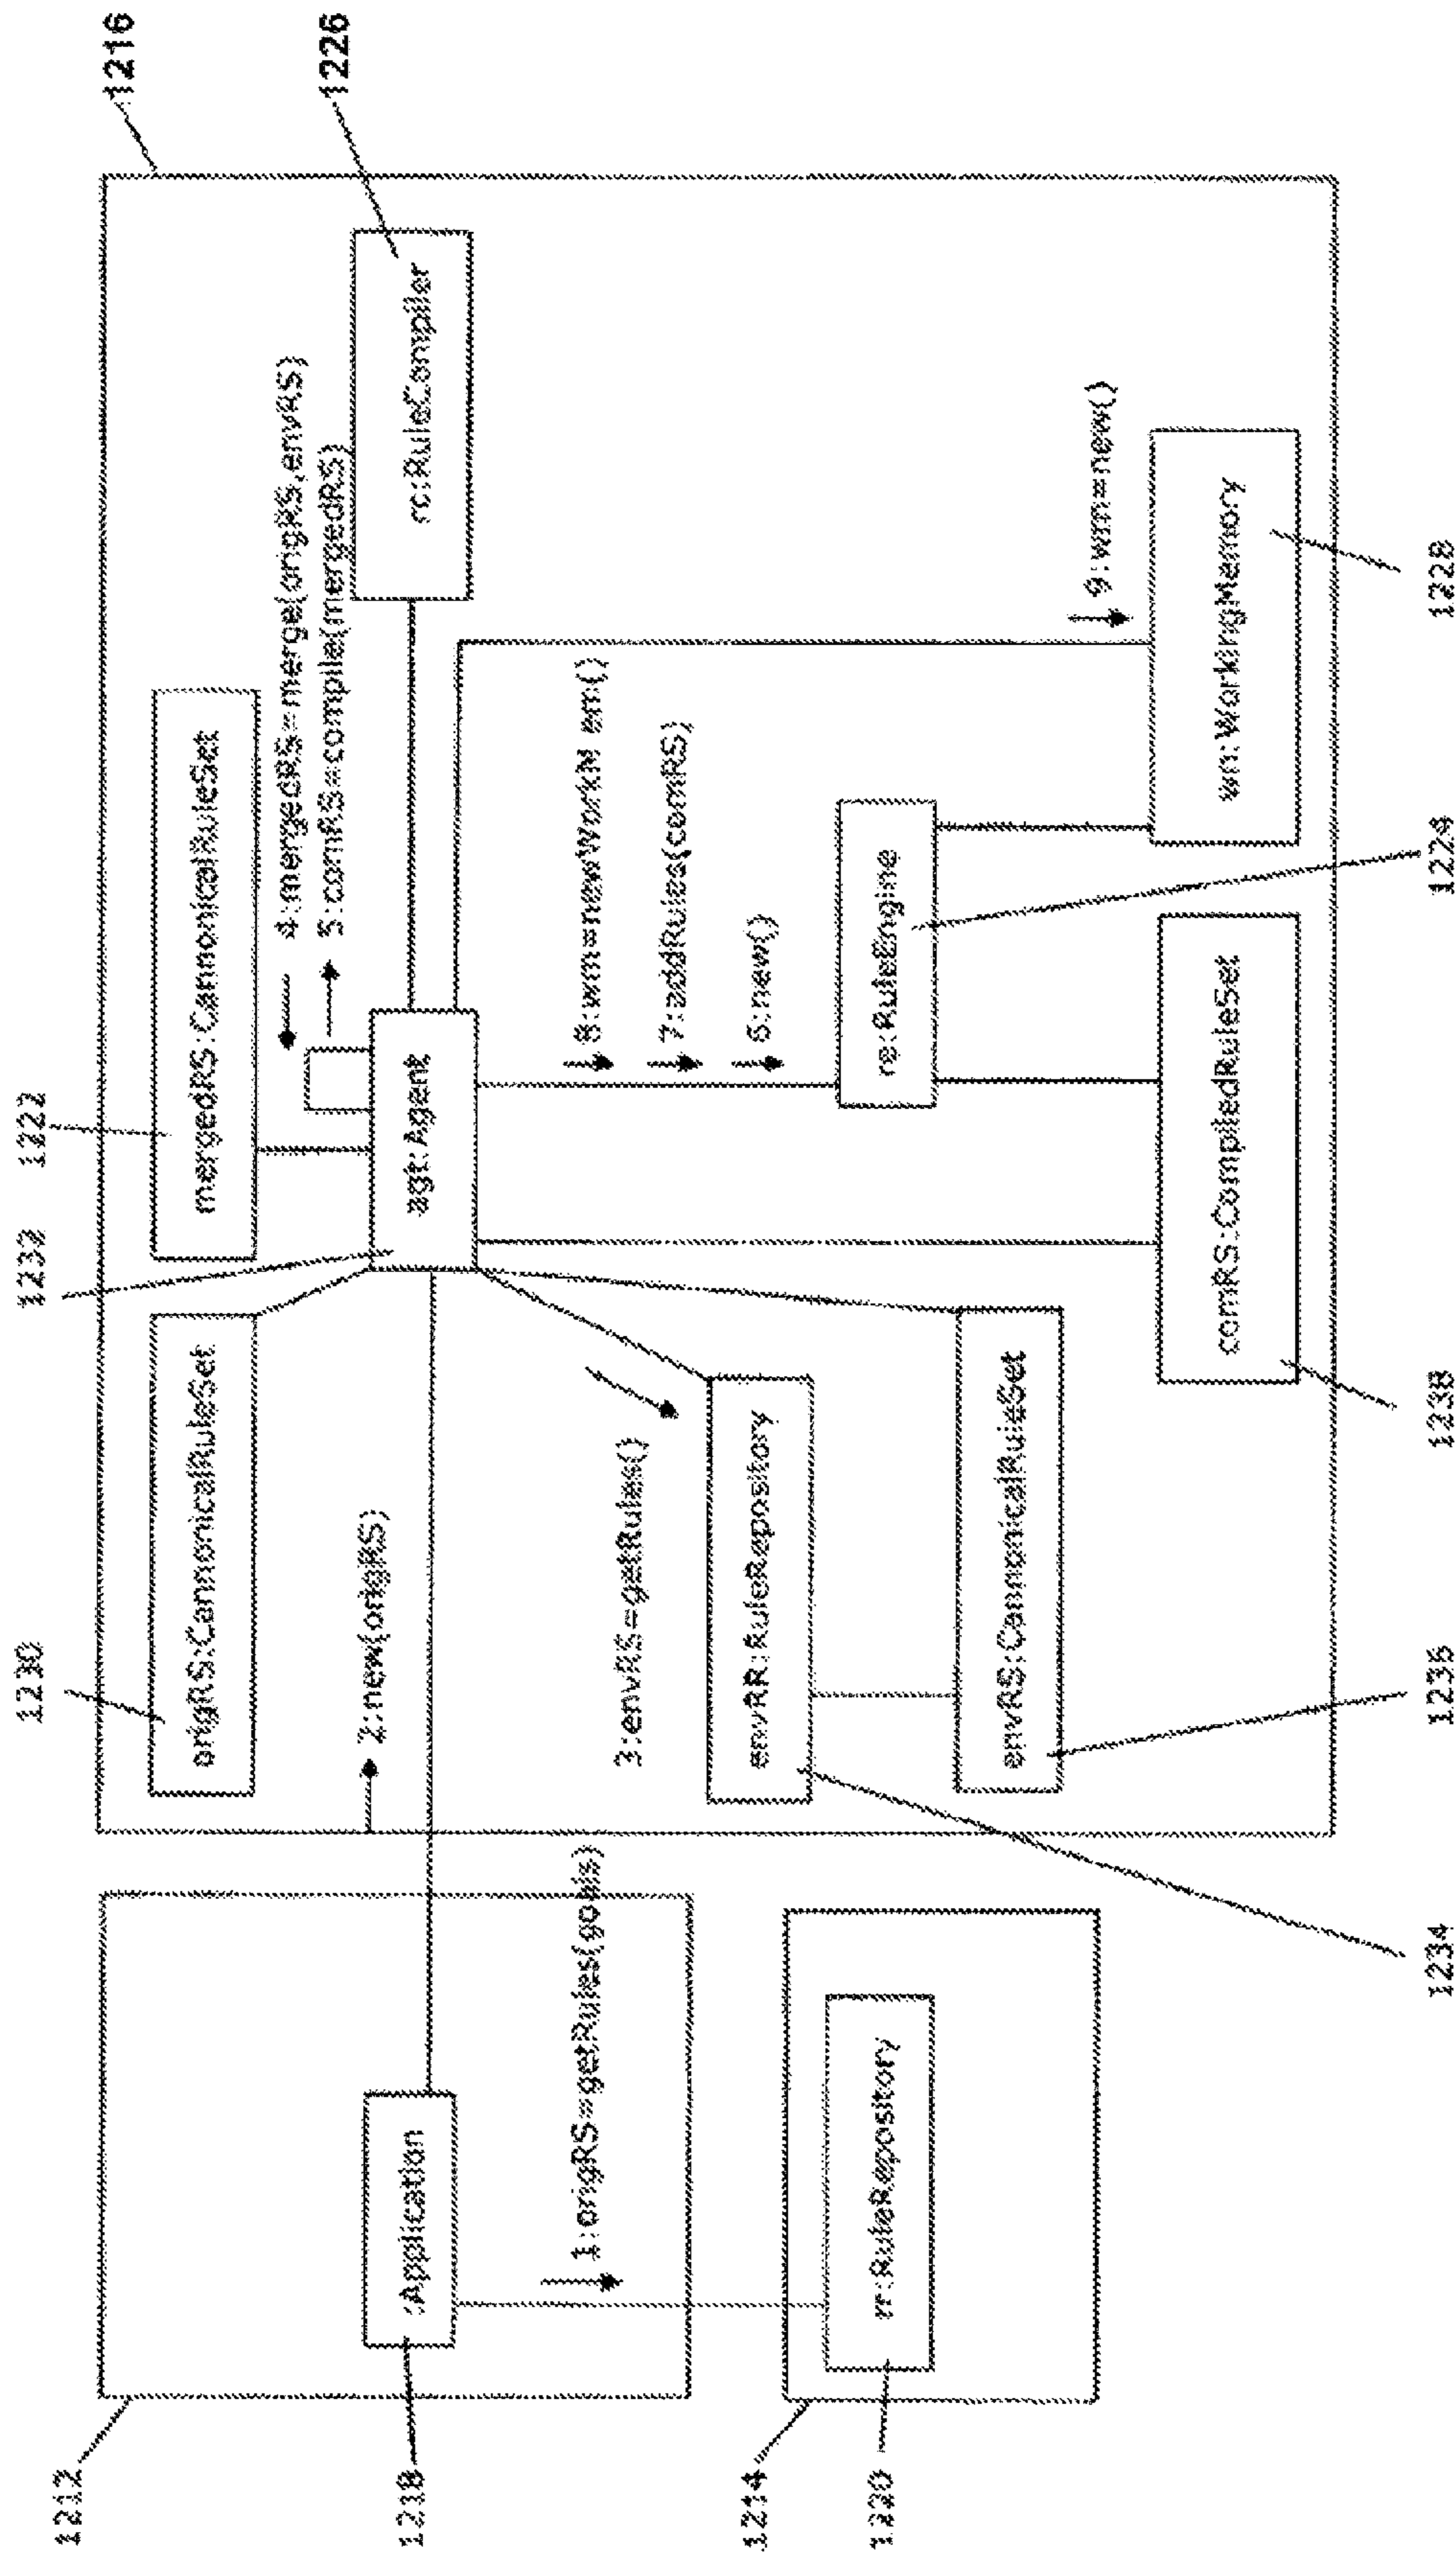 1230
1232
1222
1216
1212
origRS:CannonicalRuleSet
mergedRS:CannonicalRuleSet
4:mergedRS=merge(origRS,envRS)
5:comRS=compile(mergedRS)
1226
2:new(origRS)
1218
:Application
agt:Agent
rc:RuleCompiler
1:origRS=getRules(goals)
3:envRS=getRules()
8:wm=newWorkM em()
7:addRules(comRS)
6:new()
1214
envRR:RuleRepository
1220
rr:RuleRepository
re:RuleEngine
envRS:CannonicalRuleSet
9:wm=new()
comRS:CompiledRuleSet
wn:WorkingMemory
1234
1236
1238
1224
1228